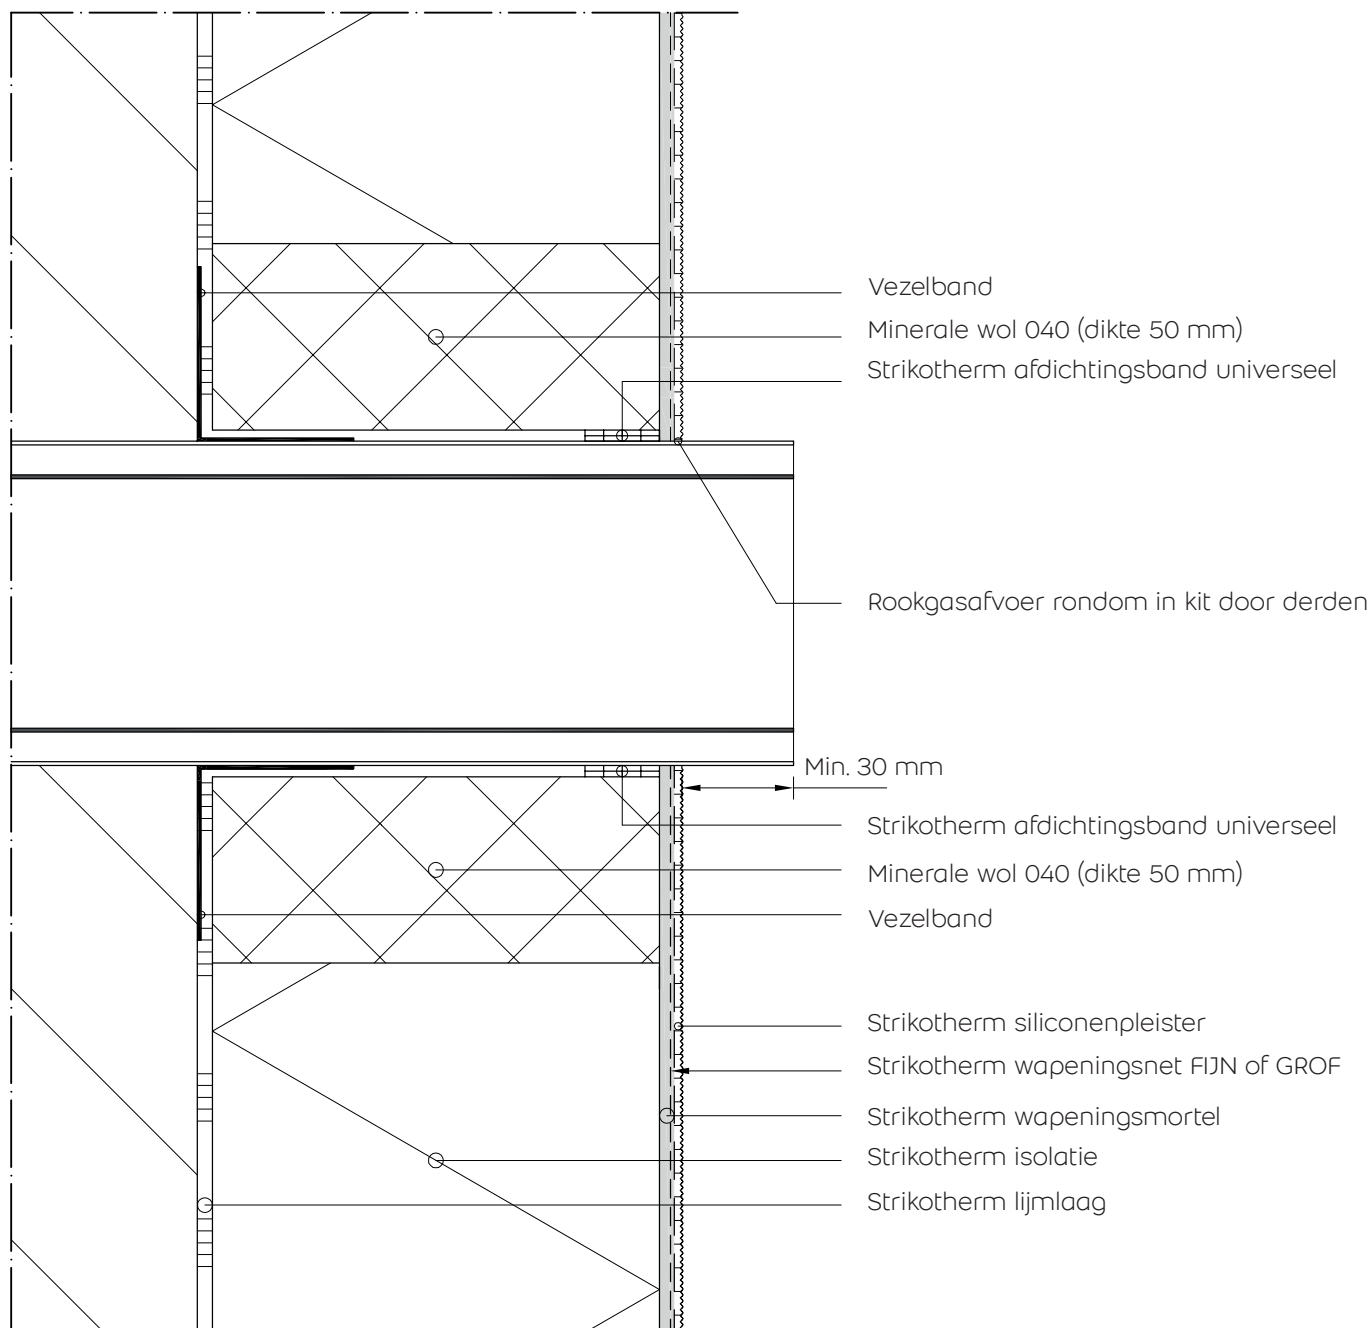 Vezelband
Minerale wol 040 (dikte 50 mm)
Strikotherm afdichtingsband universeel
Rookgasafvoer rondom in kit door derden
Min. 30 mm
Strikotherm afdichtingsband universeel
Minerale wol 040 (dikte 50 mm)
Vezelband
Strikotherm siliconenpleister
Strikotherm wapeningsnet FIJN of GROF
Strikotherm wapeningsmortel
Strikotherm isolatie
Strikotherm lijmlaag